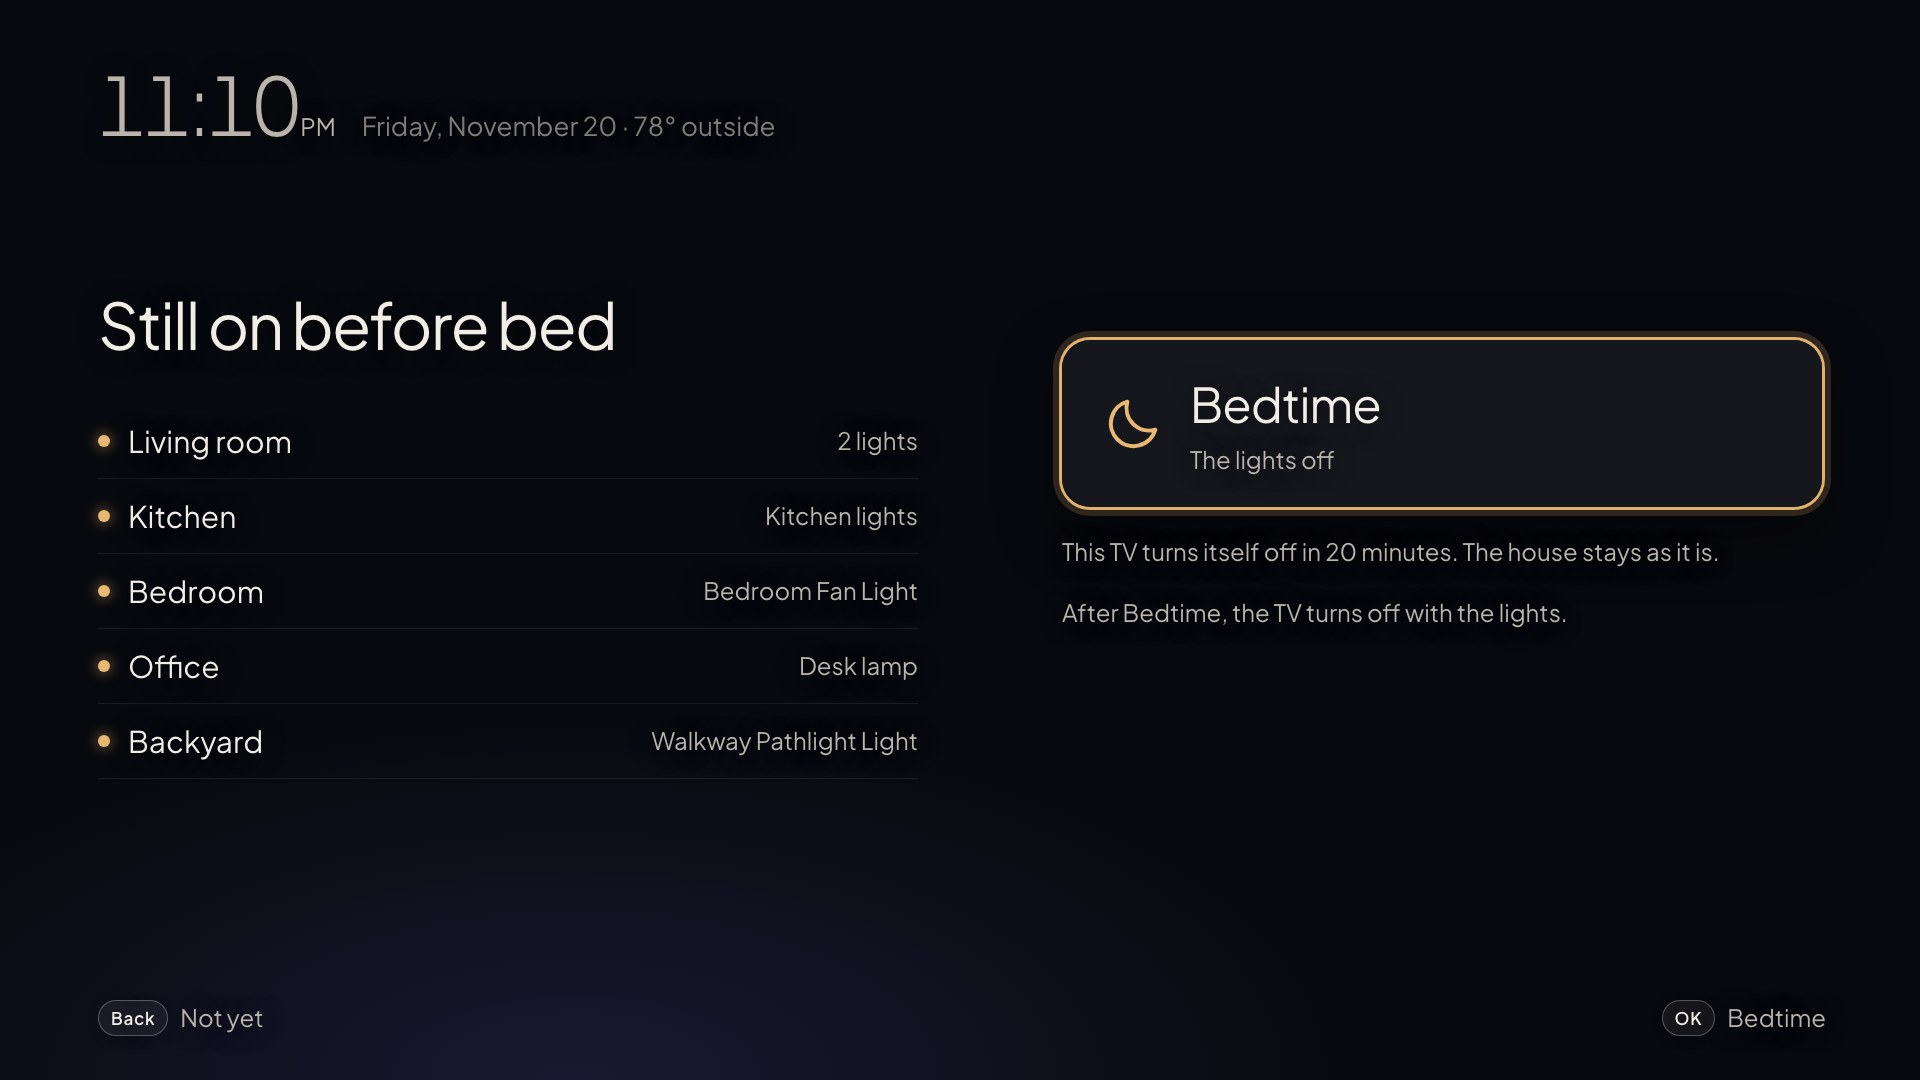 11:10 PM Friday, November 20 · 78° outside
Still on before bed
Living room 2 lights
Kitchen Kitchen lights
Bedroom Bedroom Fan Light
Office Desk lamp
Backyard Walkway Pathlight Light
Bedtime
The lights off
This TV turns itself off in 20 minutes. The house stays as it is.
After Bedtime, the TV turns off with the lights.
Back Not yet
OK Bedtime